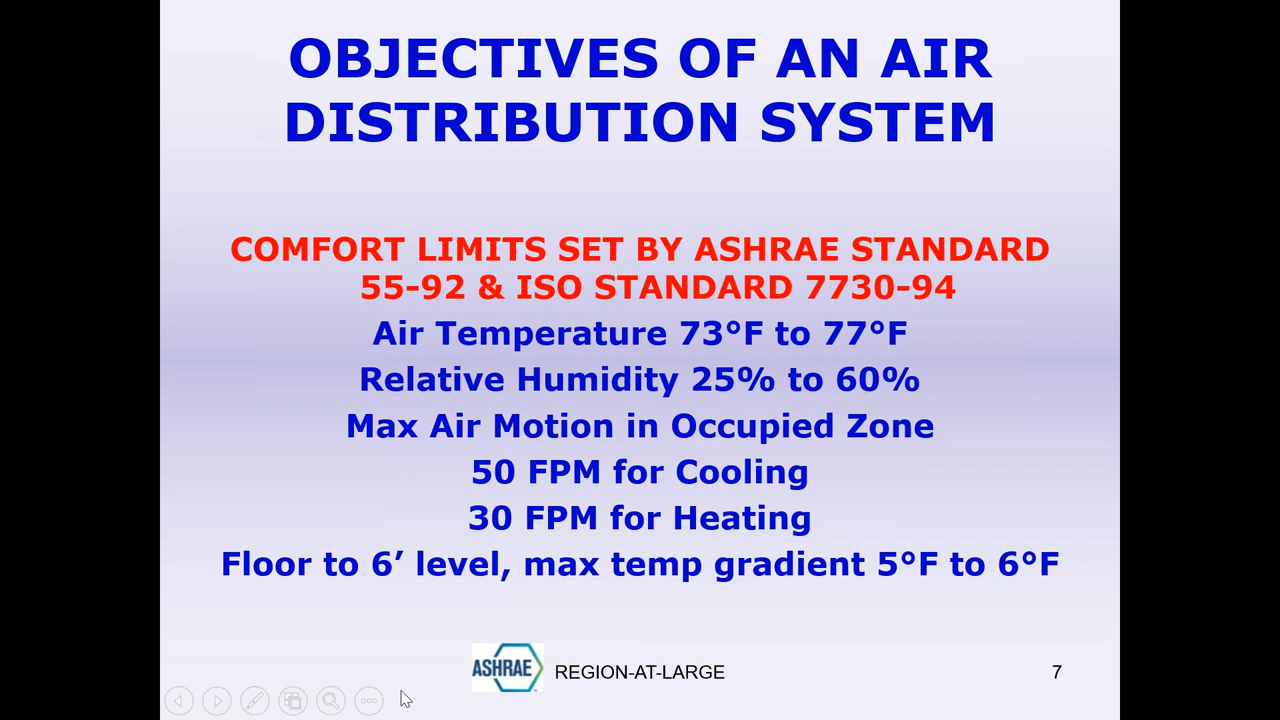 OBJECTIVES OF AN AIR
DISTRIBUTION SYSTEM
COMFORT LIMITS SET BY ASHRAE STANDARD
55-92 & ISO STANDARD 7730-94
Air Temperature 73°F to 77°F
Relative Humidity 25% to 60%
Max Air Motion in Occupied Zone
50 FPM for Cooling
30 FPM for Heating
Floor to 6’ level, max temp gradient 5°F to 6°F
ASHRAE REGION-AT-LARGE 7